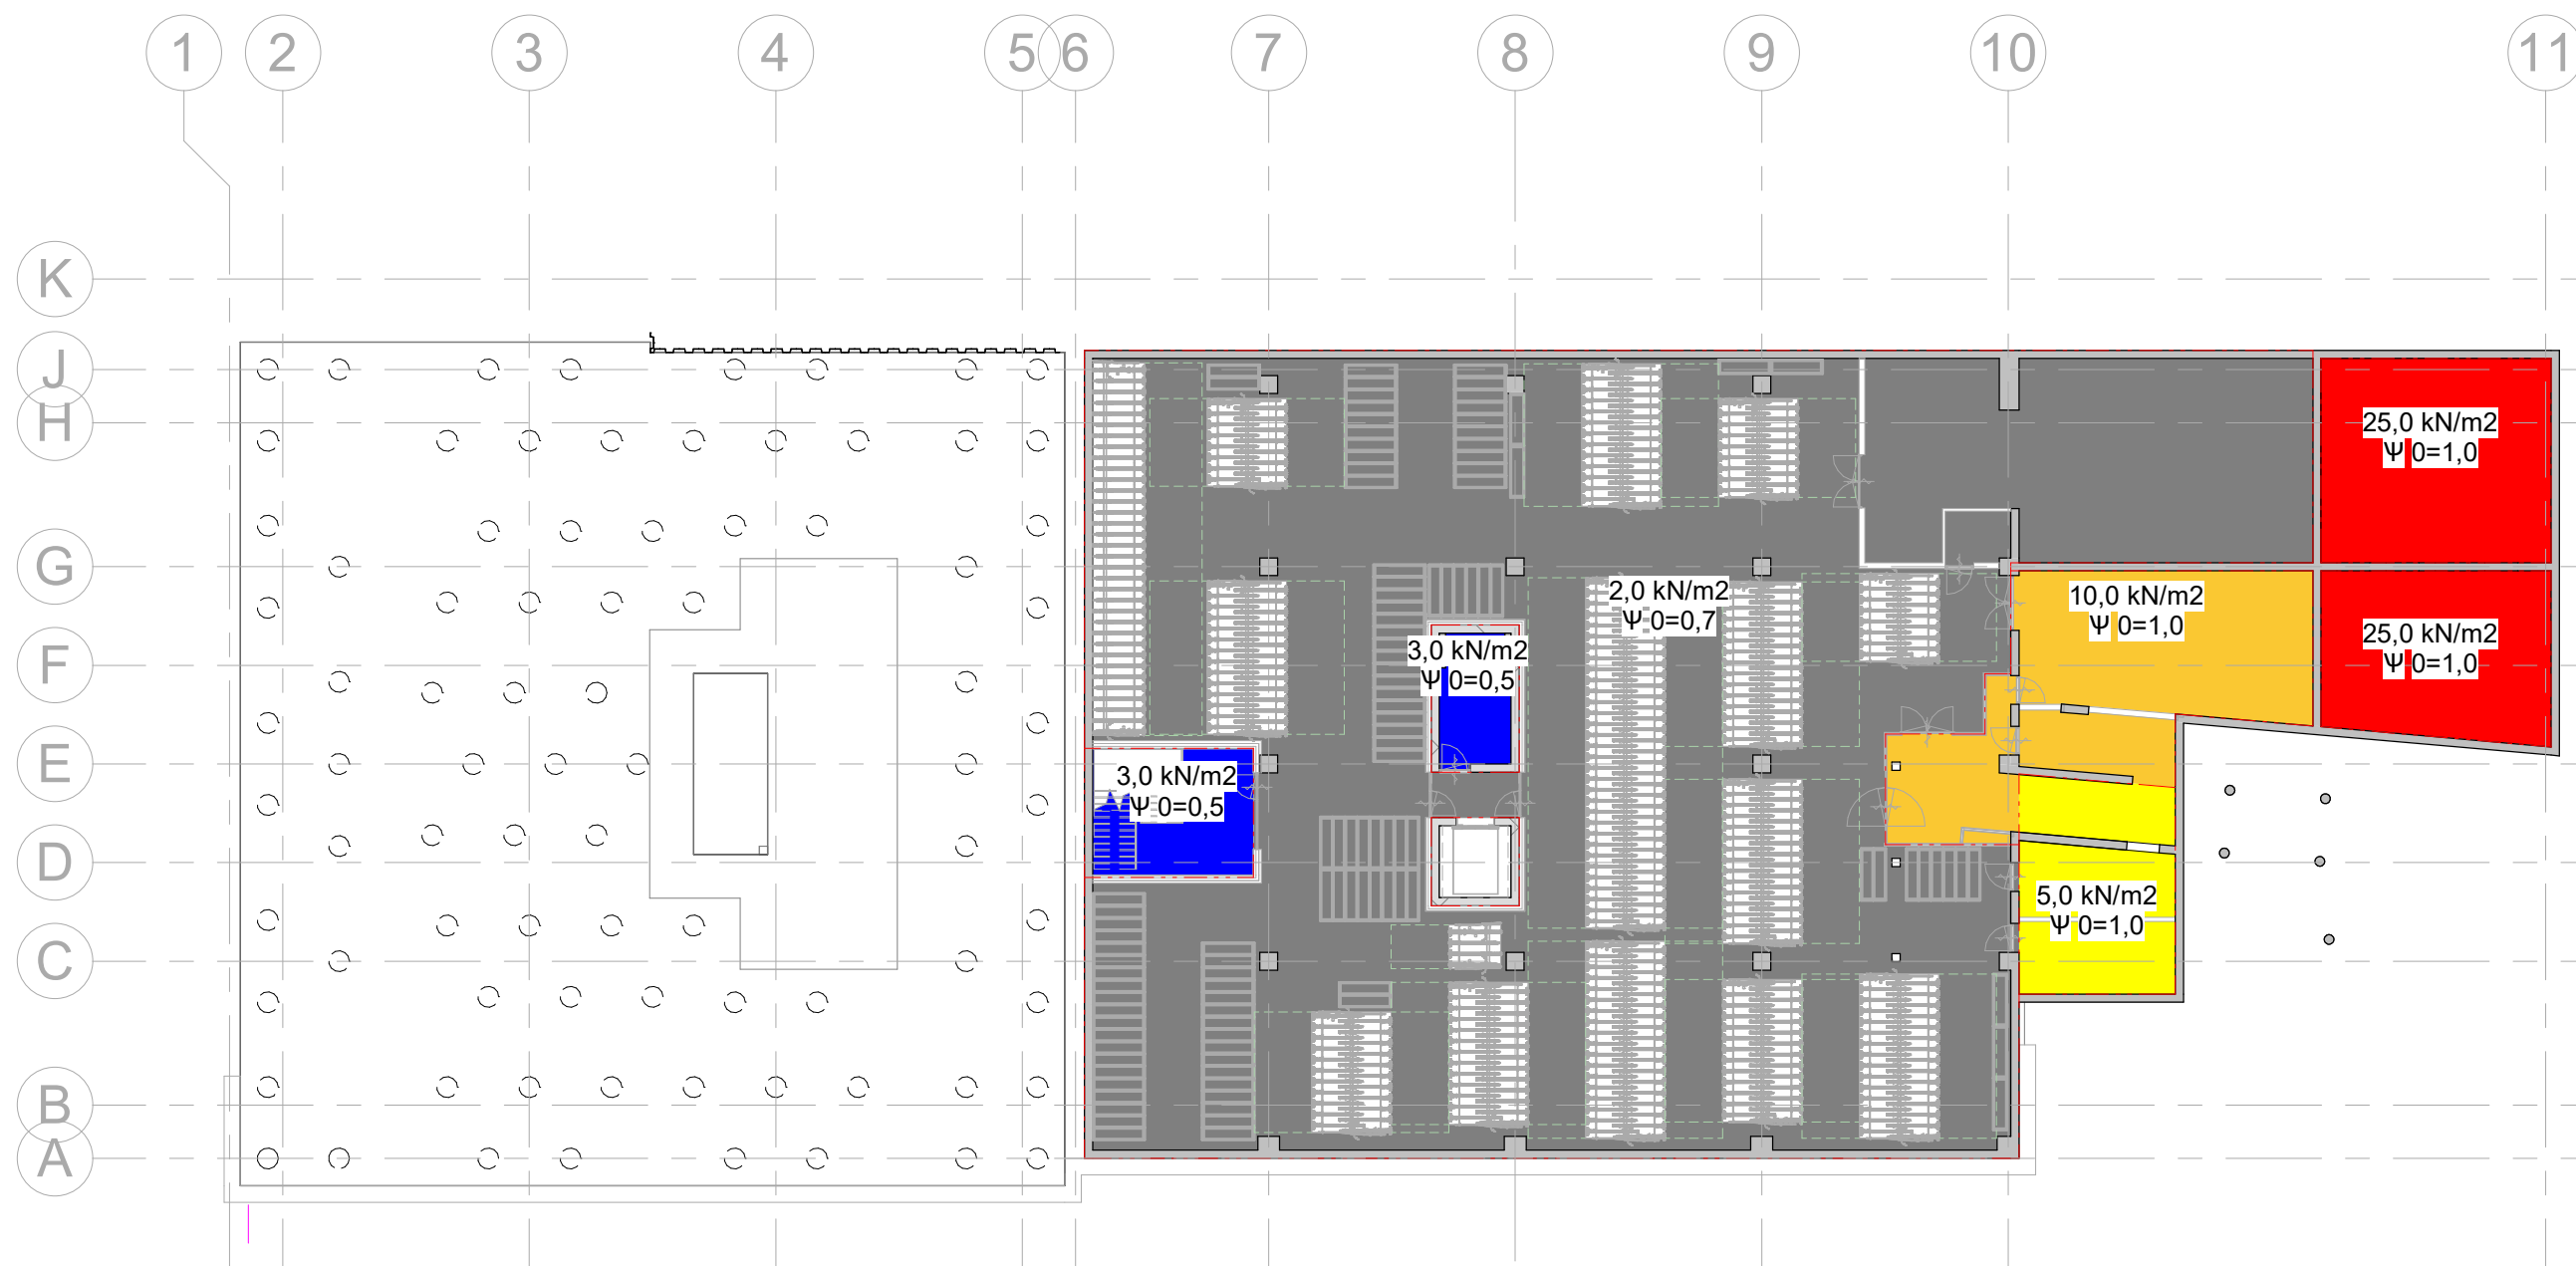 1
2
3
4
5
6
7
8
9
10
11
K
J
H
G
F
E
D
C
B
A
25,0 kN/m2
Ψ 0=1,0
2,0 kN/m2
Ψ 0=0,7
10,0 kN/m2
Ψ 0=1,0
3,0 kN/m2
Ψ 0=0,5
25,0 kN/m2
Ψ 0=1,0
3,0 kN/m2
Ψ 0=0,5
5,0 kN/m2
Ψ 0=1,0